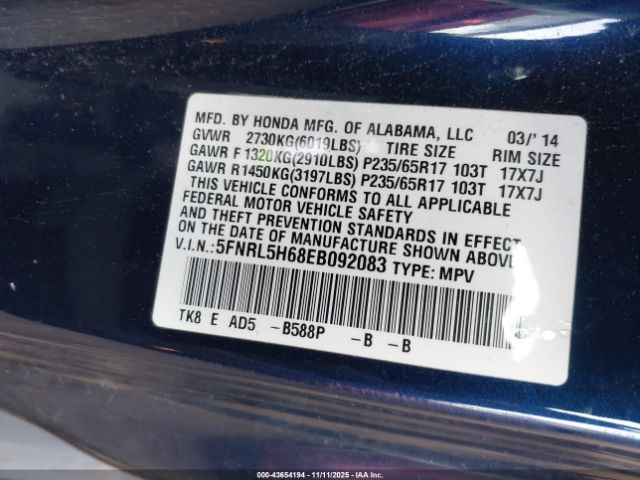 MFD. BY HONDA MFG. OF ALABAMA, LLC 03/'14
GVWR 2730KG(6019LBS) TIRE SIZE RIM SIZE
GAWR F 1320KG(2910LBS) P235/65R17 103T 17X7J
GAWR R1450KG(3197LBS) P235/65R17 103T 17X7J
THIS VEHICLE CONFORMS TO ALL APPLICABLE
FEDERAL MOTOR VEHICLE SAFETY
AND THEFT PREVENTION STANDARDS IN EFFECT
ON THE DATE OF MANUFACTURE SHOWN ABOVE
V.I.N.:5FNRL5H68EB092083 TYPE: MPV
TK8 E AD5 -B588P -B -B
000-43654194 - 11/11/2025 - IAA Inc.